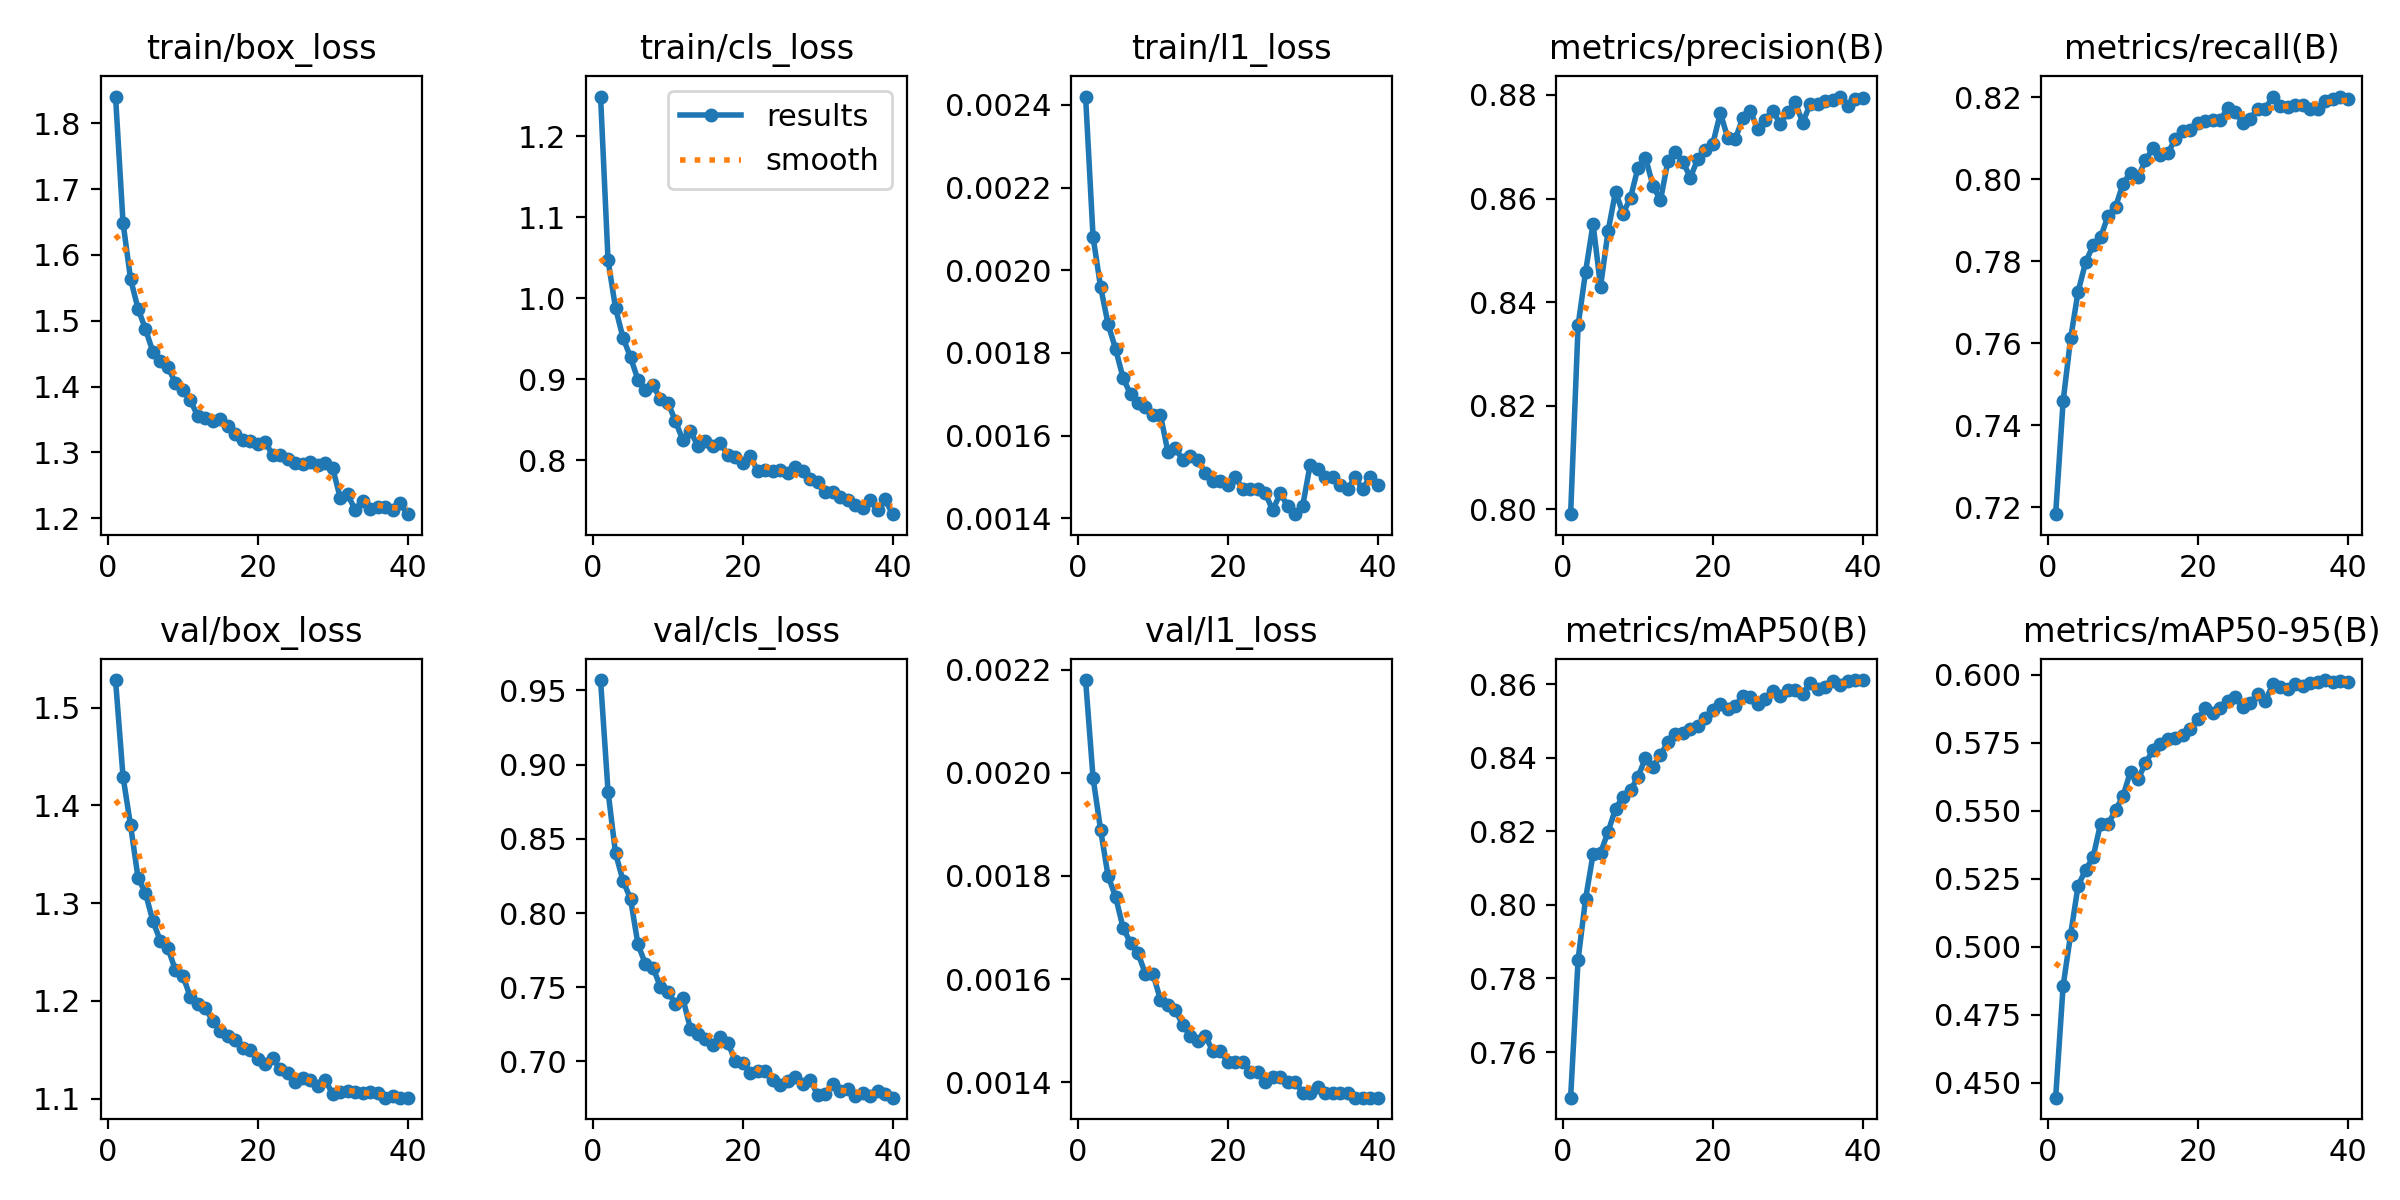 train/box_loss
1.8
1.7
1.6
1.5
1.4
1.3
1.2
0 20 40
train/cls_loss
results
smooth
1.2
1.1
1.0
0.9
0.8
0 20 40
train/l1_loss
0.0024
0.0022
0.0020
0.0018
0.0016
0.0014
0 20 40
metrics/precision(B)
0.88
0.86
0.84
0.82
0.80
0 20 40
metrics/recall(B)
0.82
0.80
0.78
0.76
0.74
0.72
0 20 40
val/box_loss
1.5
1.4
1.3
1.2
1.1
0 20 40
val/cls_loss
0.95
0.90
0.85
0.80
0.75
0.70
0 20 40
val/l1_loss
0.0022
0.0020
0.0018
0.0016
0.0014
0 20 40
metrics/mAP50(B)
0.86
0.84
0.82
0.80
0.78
0.76
0 20 40
metrics/mAP50-95(B)
0.600
0.575
0.550
0.525
0.500
0.475
0.450
0 20 40